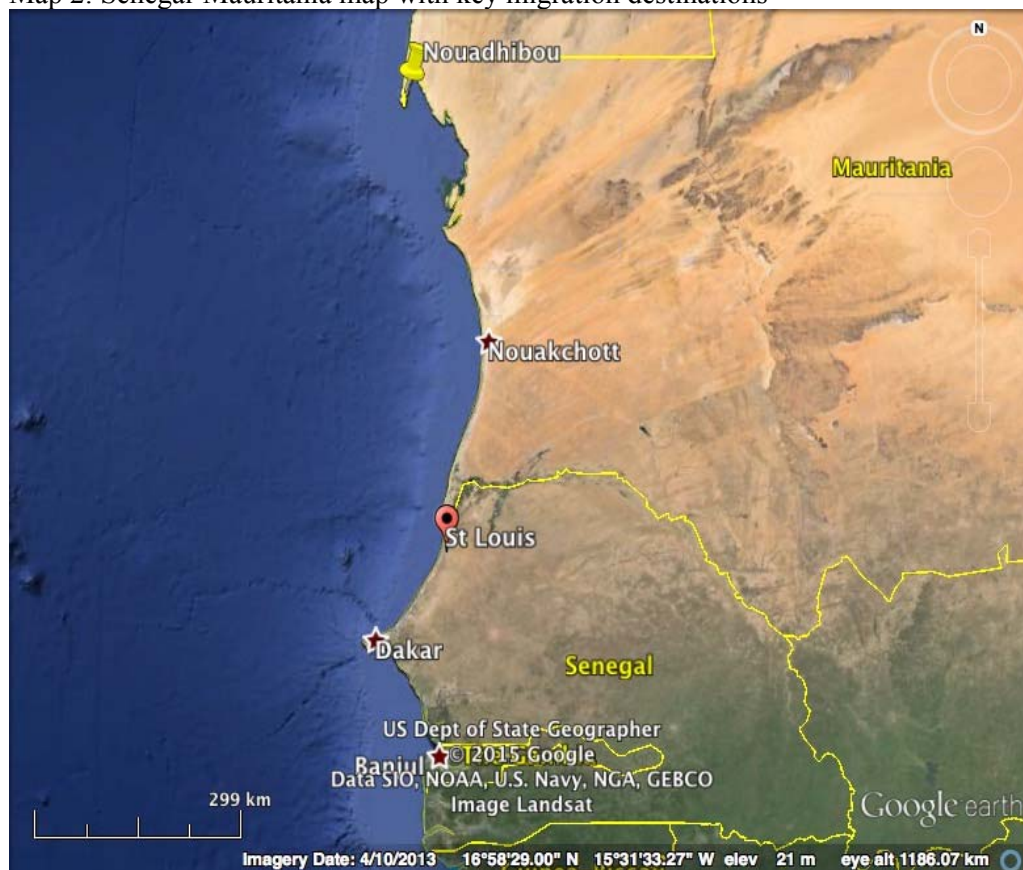 Map 2: Senegal-Mauritania map with key migration destinations
N
Nouadhibou
Mauritania
Nouakchott
St Louis
Dakar
Senegal
US Dept of State Geographer
© 2015 Google
Banjul
Data SIO, NOAA, U.S. Navy, NGA, GEBCO
Image Landsat
299 km
Google earth
Imagery Date: 4/10/2013 16°58'29.00" N 15°31'33.27" W elev 21 m eye alt 1186.07 km